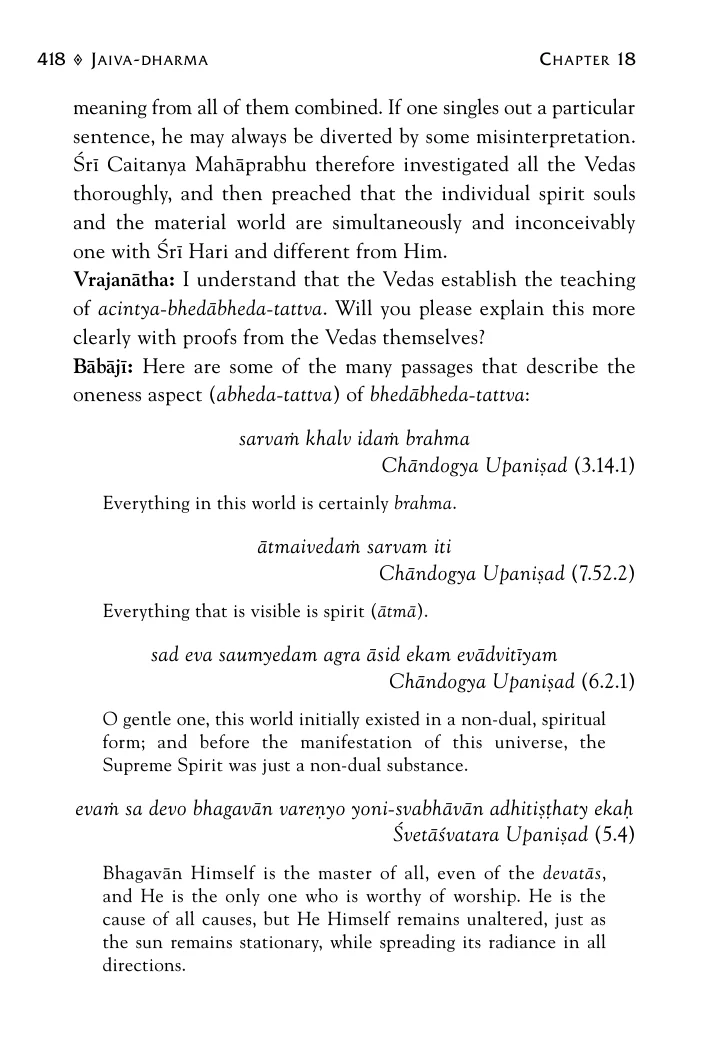 418 ◊ Jaiva-dharma Chapter 18
meaning from all of them combined. If one singles out a particular
sentence, he may always be diverted by some misinterpretation.
Śrī Caitanya Mahāprabhu therefore investigated all the Vedas
thoroughly, and then preached that the individual spirit souls
and the material world are simultaneously and inconceivably
one with Śrī Hari and different from Him.
Vrajanātha: I understand that the Vedas establish the teaching
of acintya-bhedābheda-tattva. Will you please explain this more
clearly with proofs from the Vedas themselves?
Bābājī: Here are some of the many passages that describe the
oneness aspect (abheda-tattva) of bhedābheda-tattva:
sarvaṁ khalv idaṁ brahma
Chāndogya Upaniṣad (3.14.1)
Everything in this world is certainly brahma.
ātmaivedaṁ sarvam iti
Chāndogya Upaniṣad (7.52.2)
Everything that is visible is spirit (ātmā).
sad eva saumyedam agra āsid ekam evādvitīyam
Chāndogya Upaniṣad (6.2.1)
O gentle one, this world initially existed in a non-dual, spiritual
form; and before the manifestation of this universe, the
Supreme Spirit was just a non-dual substance.
evaṁ sa devo bhagavān vareṇyo yoni-svabhāvān adhitiṣṭhaty ekaḥ
Śvetāśvatara Upaniṣad (5.4)
Bhagavān Himself is the master of all, even of the devatās,
and He is the only one who is worthy of worship. He is the
cause of all causes, but He Himself remains unaltered, just as
the sun remains stationary, while spreading its radiance in all
directions.